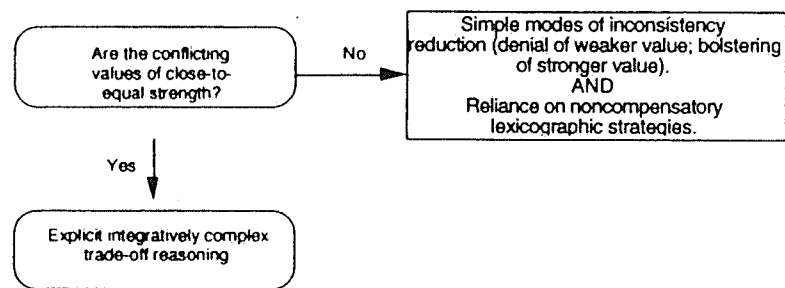 Are the conflicting
values of close-to-
equal strength?
No
Simple modes of inconsistency
reduction (denial of weaker value; bolstering
of stronger value).
AND
Reliance on noncompensatory
lexicographic strategies.
Yes
Explicit integratively complex
trade-off reasoning